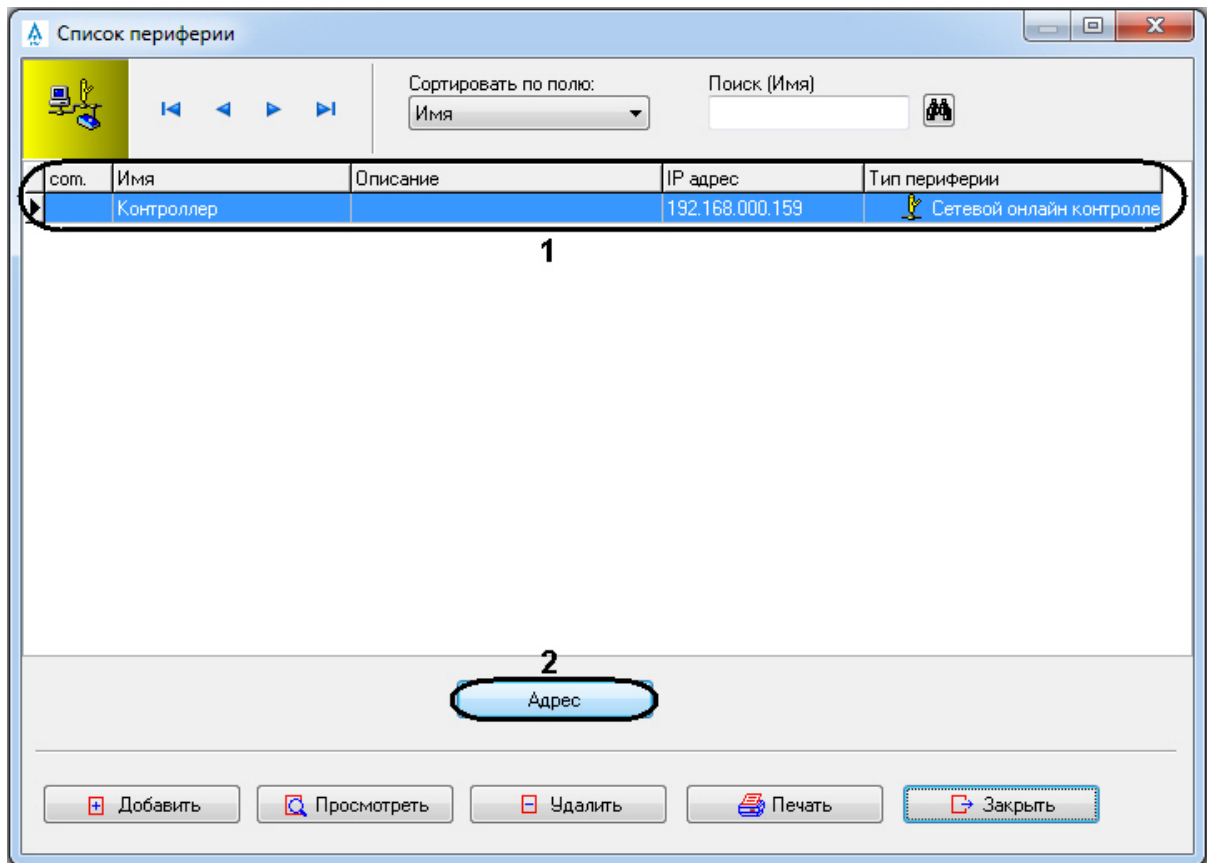 Список периферии
Сортировать по полю: Поиск (Имя)
Имя
com. Имя Описание IP адрес Тип периферии
Контроллер 192.168.000.159 Сетевой онлайн контролле
1
2
Адрес
Добавить Просмотреть Удалить Печать Закрыть